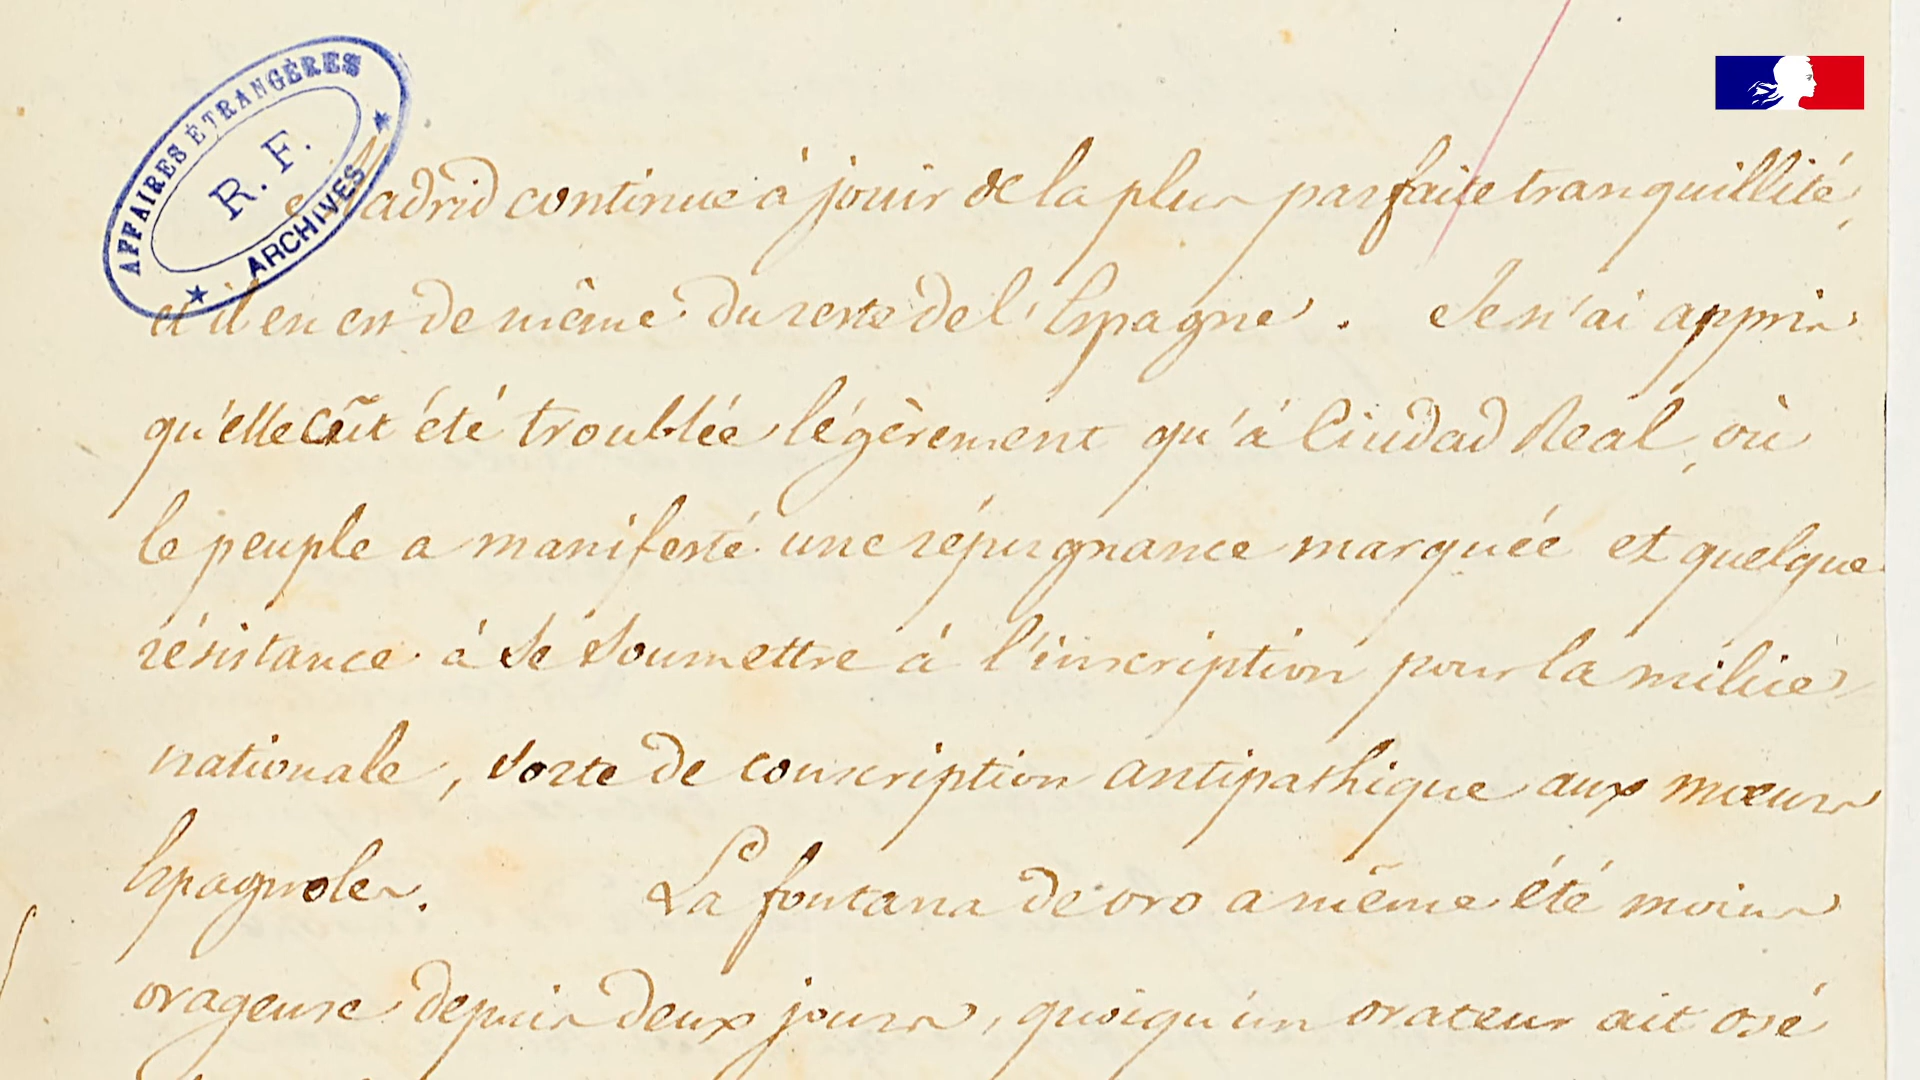 AFFAIRES ÉTRANGÈRES
R. F.
ARCHIVES
Madrid continue à jouir de la plus parfaite tranquillité,
et il en est de même du reste de l'Espagne. Je n'ai appris
qu'elle eût été troublée légèrement qu'à Ciudad Real, où
le peuple a manifesté une répugnance marquée et quelque
résistance à se soumettre à l'inscription pour la milice
nationale, sorte de conscription antipathique aux mœurs
Espagnoles. La fontana de oro a même été moins
orageuse depuis deux jours, quoiqu'un orateur ait osé